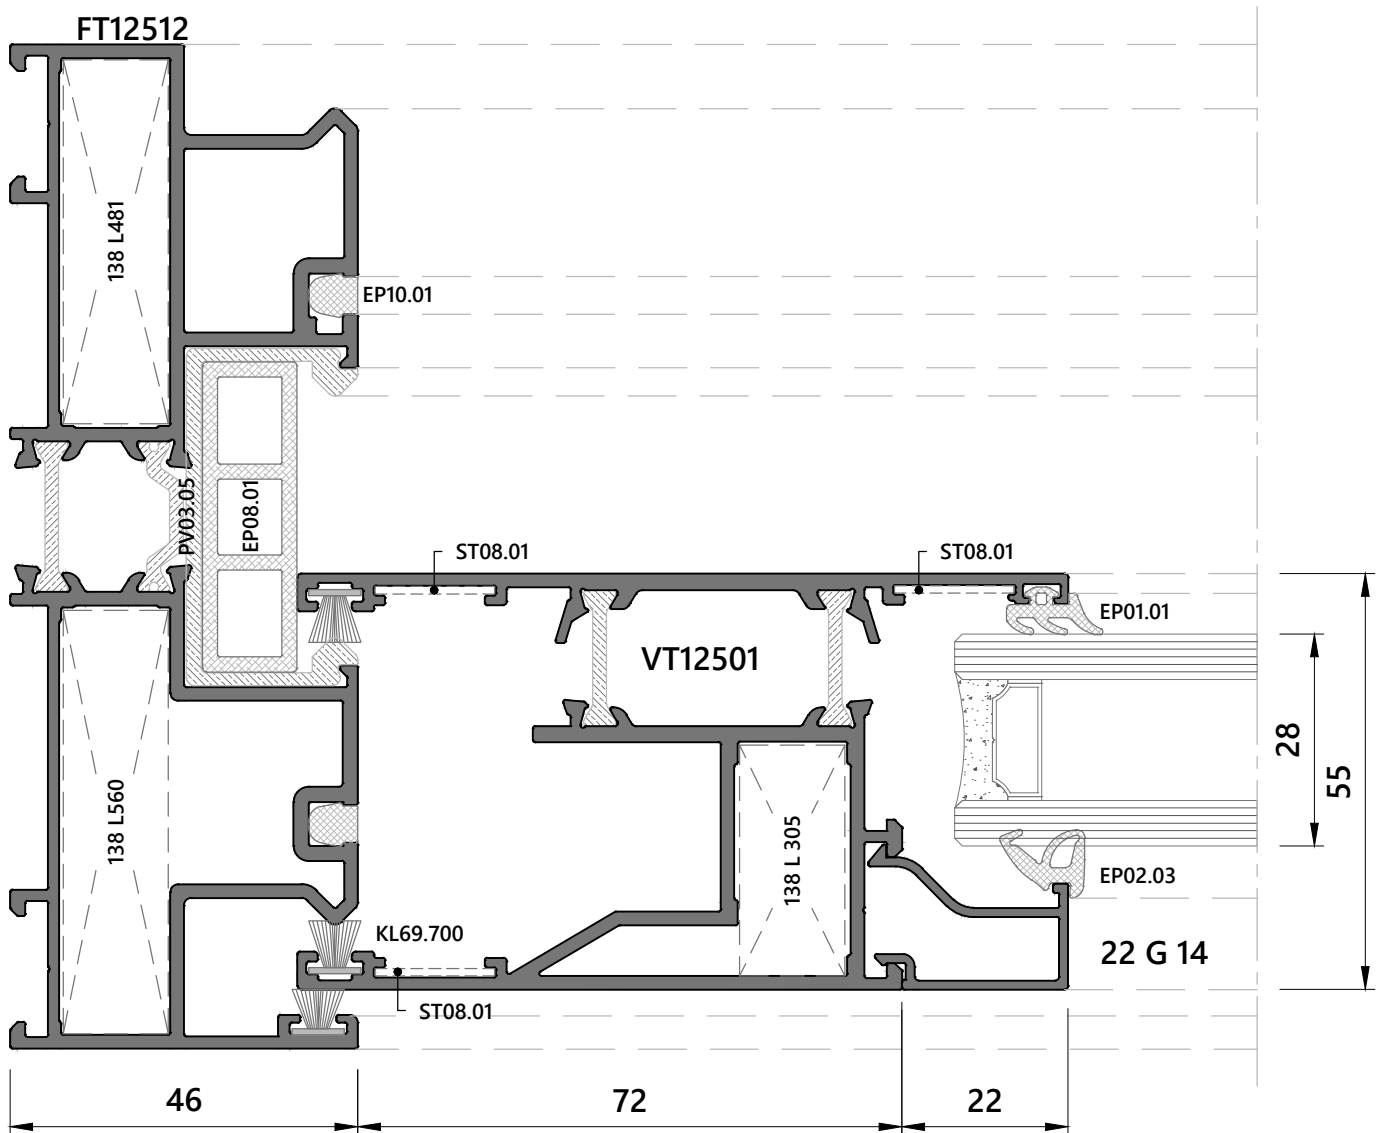 FT12512
138 L481
EP10.01
PV03.05
EP08.01
ST08.01
ST08.01
EP01.01
VT12501
28
55
138 L560
138 L 305
EP02.03
KL69.700
22 G 14
ST08.01
46
72
22